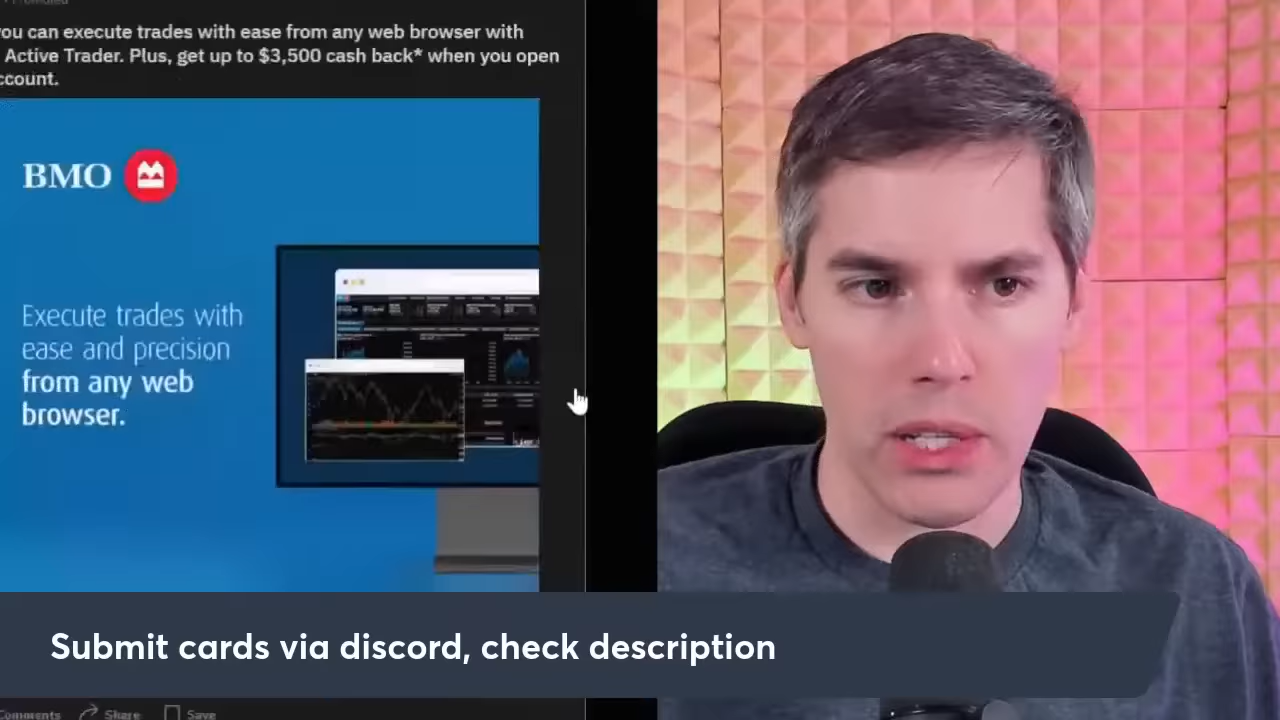 you can execute trades with ease from any web browser with
Active Trader. Plus, get up to $3,500 cash back* when you open
ccount.
BMO
Execute trades with
ease and precision
from any web
browser.
Submit cards via discord, check description
Comments
Share
Save